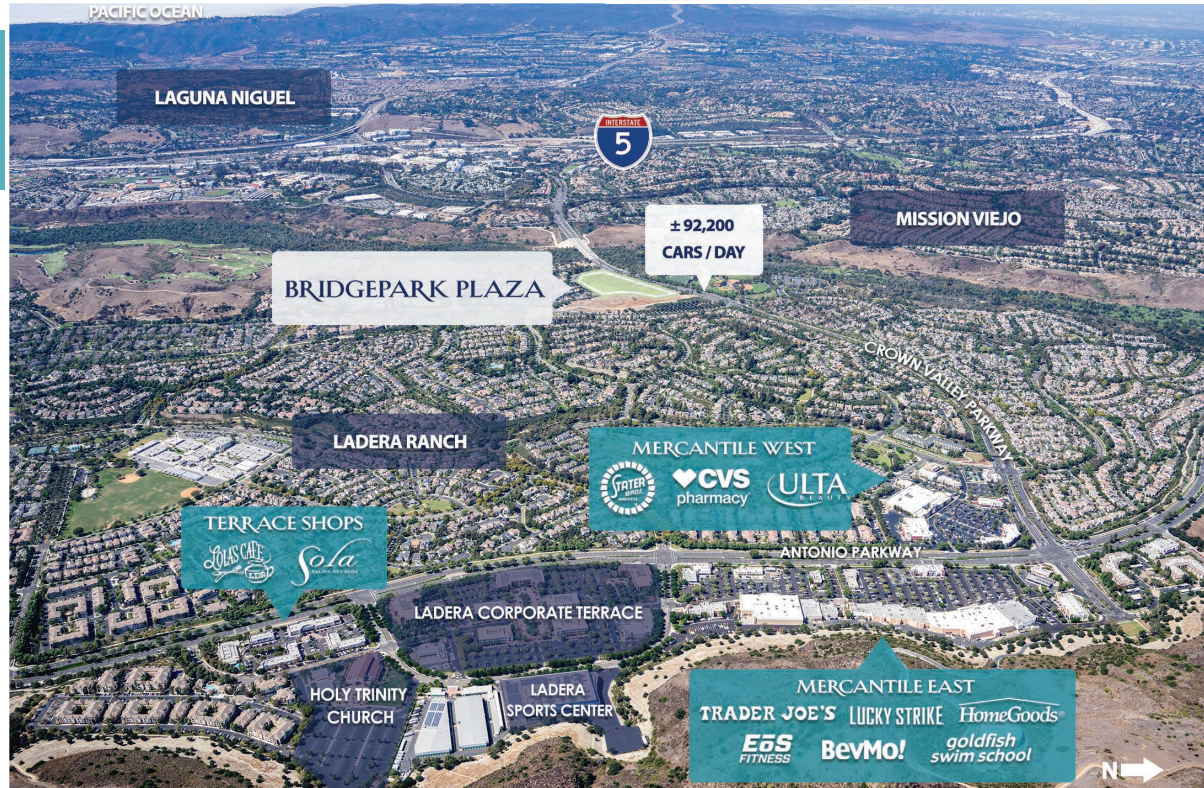 PACIFIC OCEAN
LAGUNA NIGUEL
INTERSTATE
5
± 92,200
CARS / DAY
MISSION VIEJO
BRIDGEPARK PLAZA
CROWN VALLEY PARKWAY
LADERA RANCH
MERCANTILE WEST
STATER
BROS.
MARKETS
CVS
pharmacy
ULTA
BEAUTY
TERRACE SHOPS
LOLA'S CAFE
LTD
Sola
SALON STUDIOS
ANTONIO PARKWAY
LADERA CORPORATE TERRACE
HOLY TRINITY
CHURCH
LADERA
SPORTS CENTER
MERCANTILE EAST
TRADER JOE'S LUCKY STRIKE HomeGoods®
EōS
FITNESS
BevMo!
goldfish
swim school
N